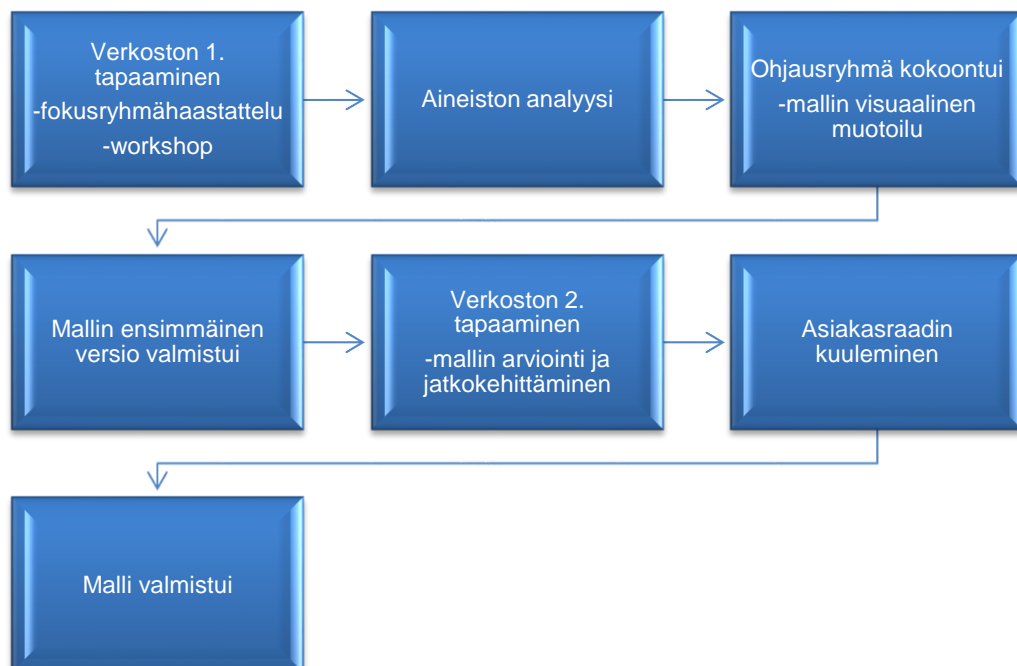 Verkoston 1.
tapaaminen
-fokusryhmähaastattelu
-workshop
Aineiston analyysi
Ohjausryhmä kokoontui
-mallin visuaalinen
muotoilu
Mallin ensimmäinen
versio valmistui
Verkoston 2.
tapaaminen
-mallin arviointi ja
jatkokehittäminen
Asiakasraadin
kuuleminen
Malli valmistui